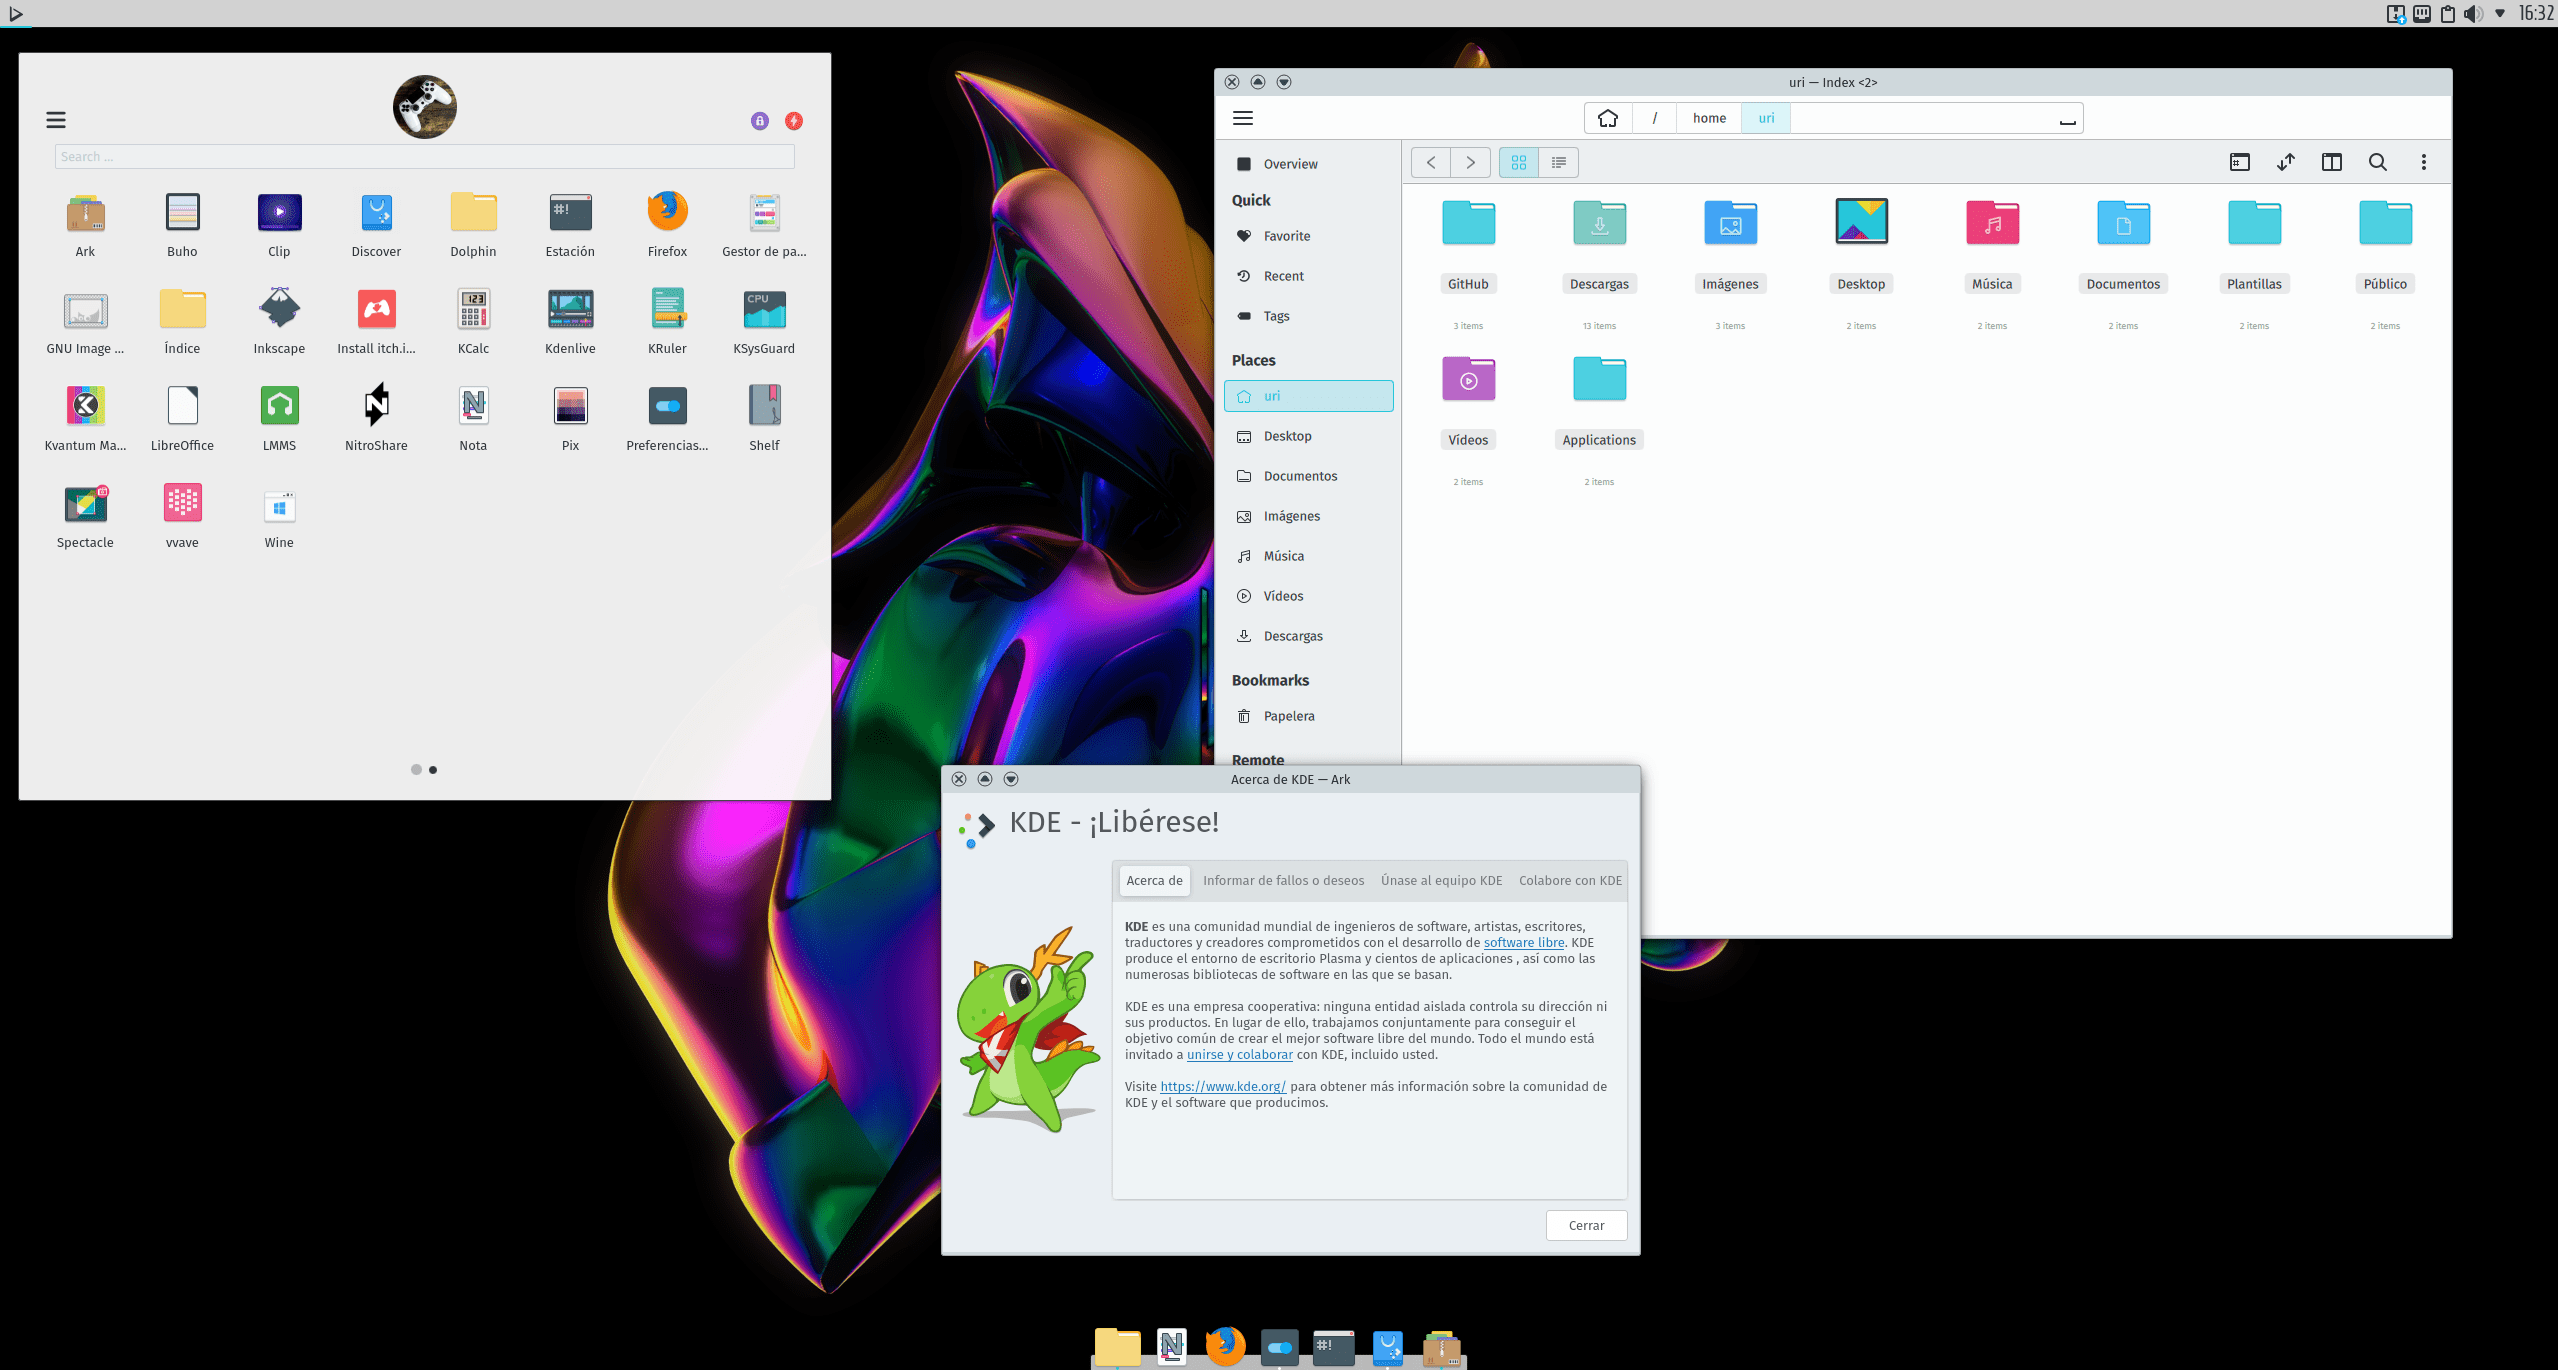 16:32
Search ...
Ark
Buho
Clip
Discover
Dolphin
Estación
Firefox
Gestor de pa...
GNU Image ...
Índice
Inkscape
Install itch.i...
KCalc
Kdenlive
KRuler
KSysGuard
Kvantum Ma...
LibreOffice
LMMS
NitroShare
Nota
Pix
Preferencias...
Shelf
Spectacle
vvave
Wine
uri — Index <2>
/
home
uri
Overview
Quick
Favorite
Recent
Tags
Places
uri
Desktop
Documentos
Imágenes
Música
Vídeos
Descargas
Bookmarks
Papelera
Remote
GitHub
Descargas
Imágenes
Desktop
Música
Documentos
Plantillas
Público
3 items
13 items
3 items
2 items
2 items
2 items
2 items
2 items
Vídeos
Applications
2 items
2 items
Acerca de KDE — Ark
KDE - ¡Libérese!
Acerca de
Informar de fallos o deseos
Únase al equipo KDE
Colabore con KDE
KDE es una comunidad mundial de ingenieros de software, artistas, escritores,
traductores y creadores comprometidos con el desarrollo de software libre. KDE
produce el entorno de escritorio Plasma y cientos de aplicaciones , así como las
numerosas bibliotecas de software en las que se basan.
KDE es una empresa cooperativa: ninguna entidad aislada controla su dirección ni
sus productos. En lugar de ello, trabajamos conjuntamente para conseguir el
objetivo común de crear el mejor software libre del mundo. Todo el mundo está
invitado a unirse y colaborar con KDE, incluido usted.
Visite https://www.kde.org/ para obtener más información sobre la comunidad de
KDE y el software que producimos.
Cerrar